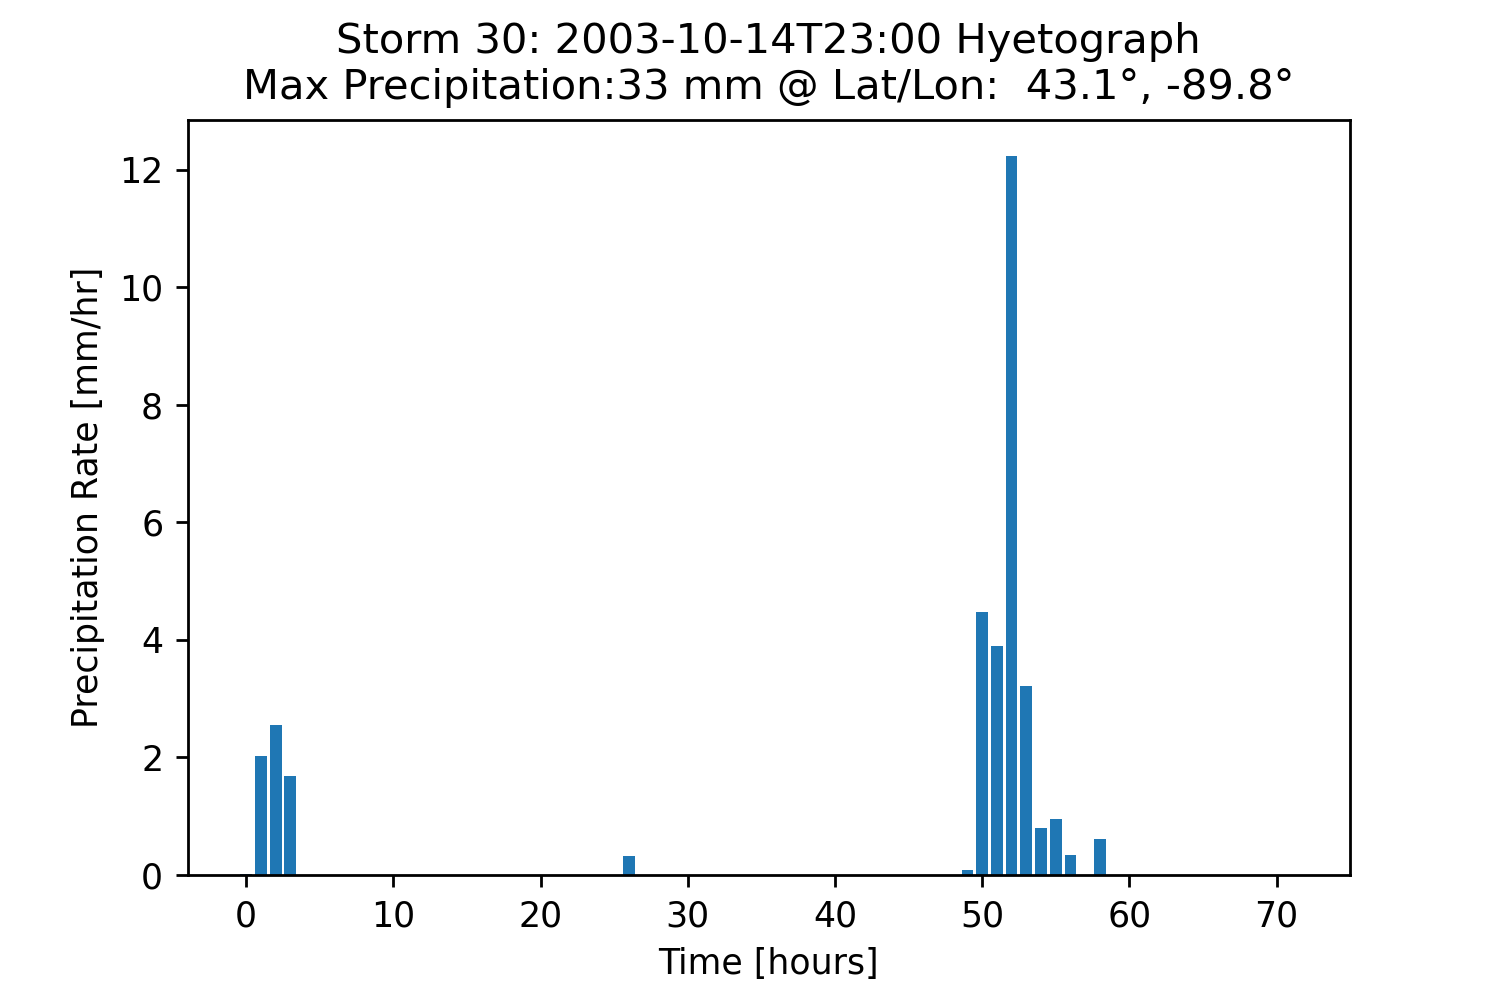 Storm 30: 2003-10-14T23:00 Hyetograph
Max Precipitation:33 mm @ Lat/Lon:  43.1°, -89.8°
Precipitation Rate [mm/hr]
12
10
8
6
4
2
0
0 10 20 30 40 50 60 70
Time [hours]